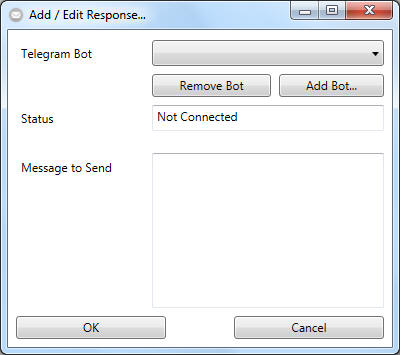 Add / Edit Response...
Telegram Bot
Remove Bot
Add Bot...
Status
Not Connected
Message to Send
OK
Cancel